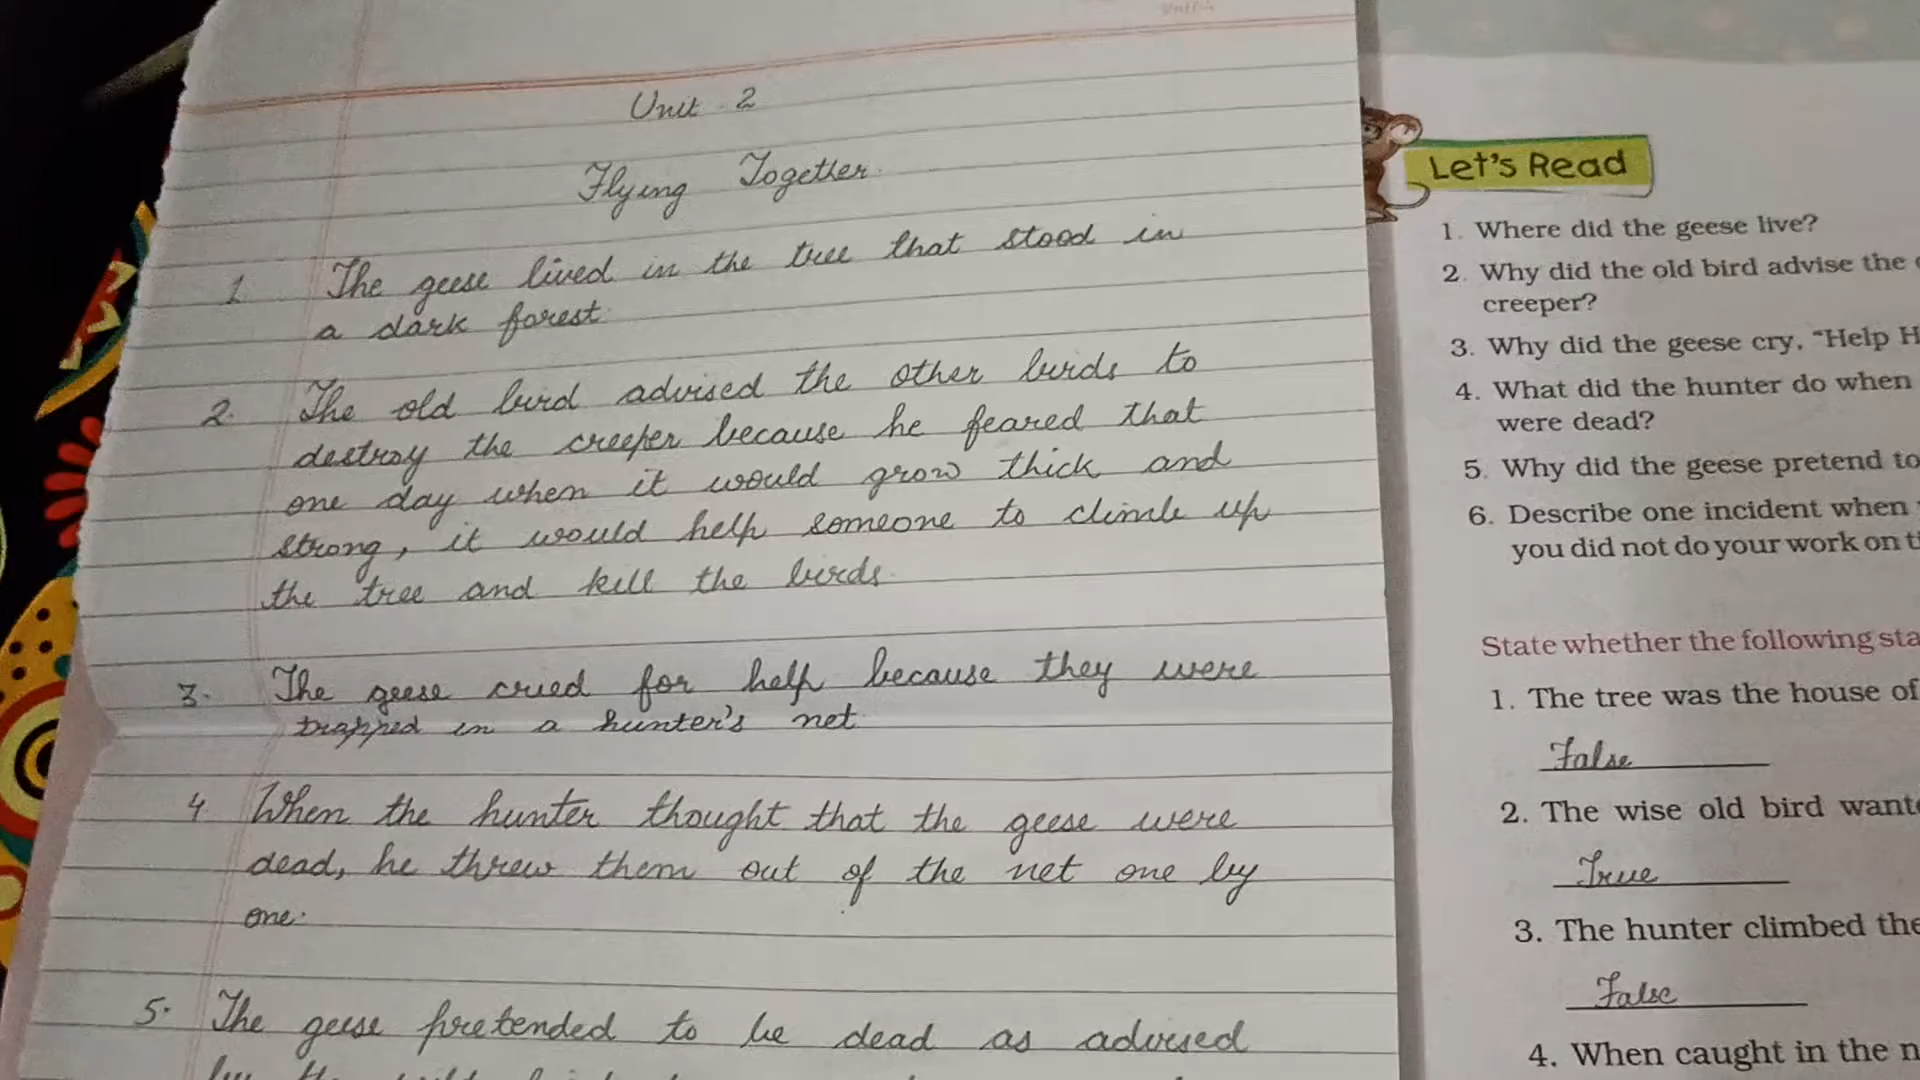 Unit 2
Flying Together
1 The geese lived in the tree that stood in
a dark forest.
2. The old bird advised the other birds to
destroy the creeper because he feared that
one day when it would grow thick and
strong, it would help someone to climb up
the tree and kill the birds.
3. The geese cried for help because they were
trapped in a hunter's net
4 When the hunter thought that the geese were
dead, he threw them out of the net one by
one.
5. The geese pretended to be dead as advised
Let's Read
1. Where did the geese live?
2. Why did the old bird advise the
creeper?
3. Why did the geese cry, "Help H
4. What did the hunter do when
were dead?
5. Why did the geese pretend to
6. Describe one incident when
you did not do your work on ti
State whether the following sta
1. The tree was the house of
False
2. The wise old bird wante
True
3. The hunter climbed the
False
4. When caught in the n